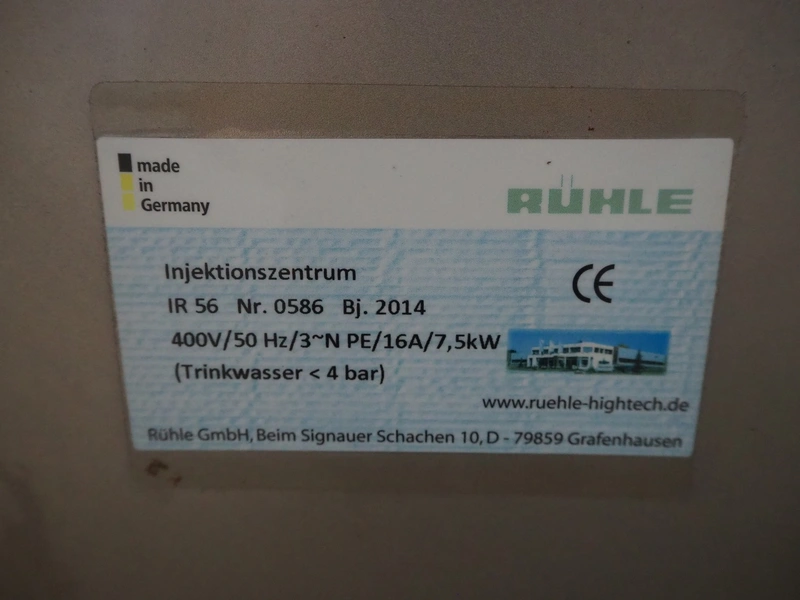 made
in
Germany
RÜHLE
Injektionszentrum
CE
IR 56 Nr. 0586 Bj. 2014
400V/50 Hz/3~N PE/16A/7,5kW
(Trinkwasser < 4 bar)
www.ruehle-hightech.de
Rühle GmbH, Beim Signauer Schachen 10, D - 79859 Grafenhausen